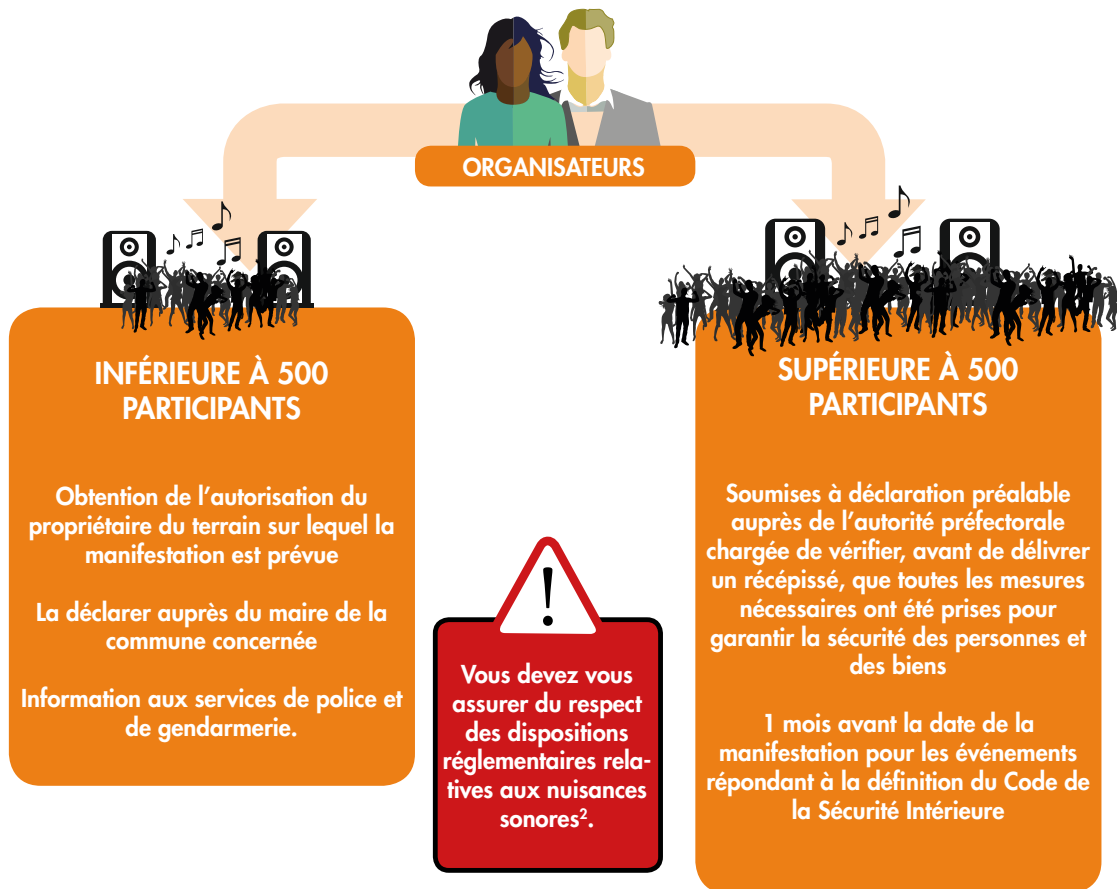 ORGANISATEURS
INFÉRIEURE À 500
PARTICIPANTS
Obtention de l'autorisation du
propriétaire du terrain sur lequel la
manifestation est prévue
La déclarer auprès du maire de la
commune concernée
Information aux services de police et
de gendarmerie.
!
Vous devez vous
assurer du respect
des dispositions
réglementaires rela-
tives aux nuisances
sonores².
SUPÉRIEURE À 500
PARTICIPANTS
Soumises à déclaration préalable
auprès de l'autorité préfectorale
chargée de vérifier, avant de délivrer
un récépissé, que toutes les mesures
nécessaires ont été prises pour
garantir la sécurité des personnes et
des biens
1 mois avant la date de la
manifestation pour les événements
répondant à la définition du Code de
la Sécurité Intérieure